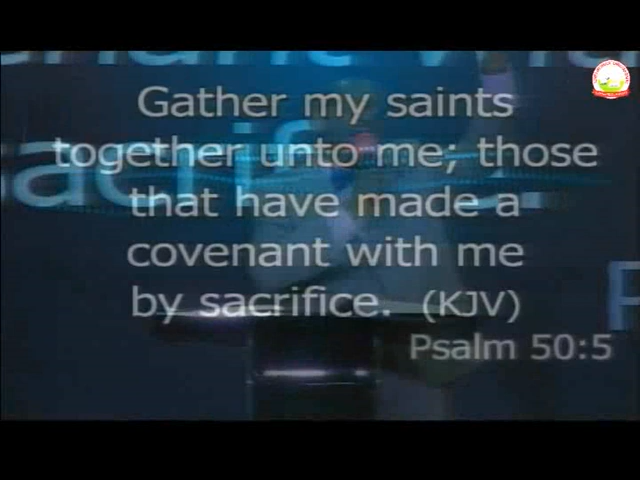 Gather my saints
together unto me; those
that have made a
covenant with me
by sacrifice. (KJV)
Psalm 50:5